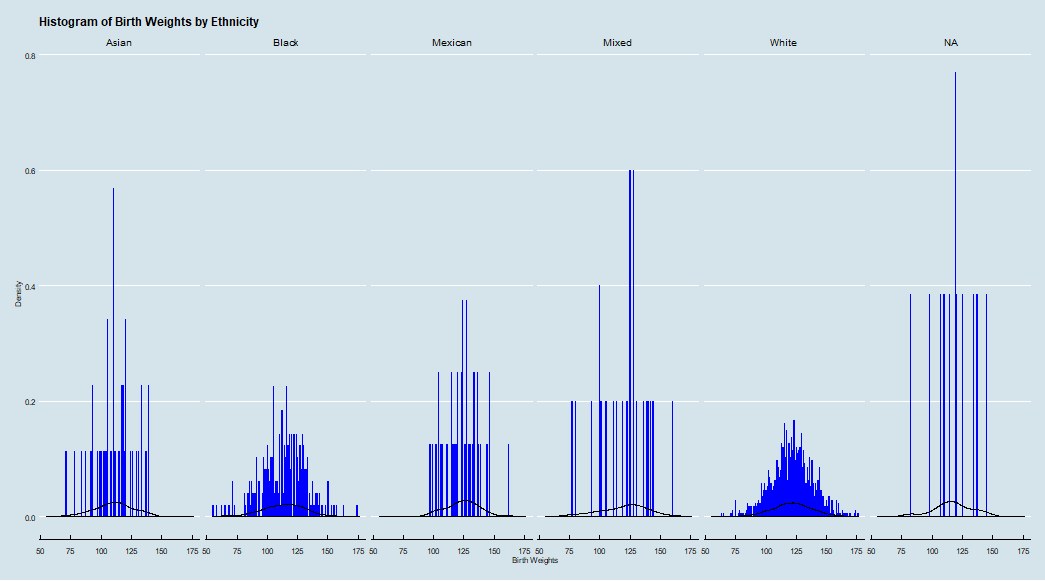 Histogram of Birth Weights by Ethnicity
Asian Black Mexican Mixed White NA
0.8
0.6
0.4
0.2
0.0
Density
50 75 100 125 150 175 50 75 100 125 150 175 50 75 100 125 150 175 50 75 100 125 150 175 50 75 100 125 150 175 50 75 100 125 150 175
Birth Weights